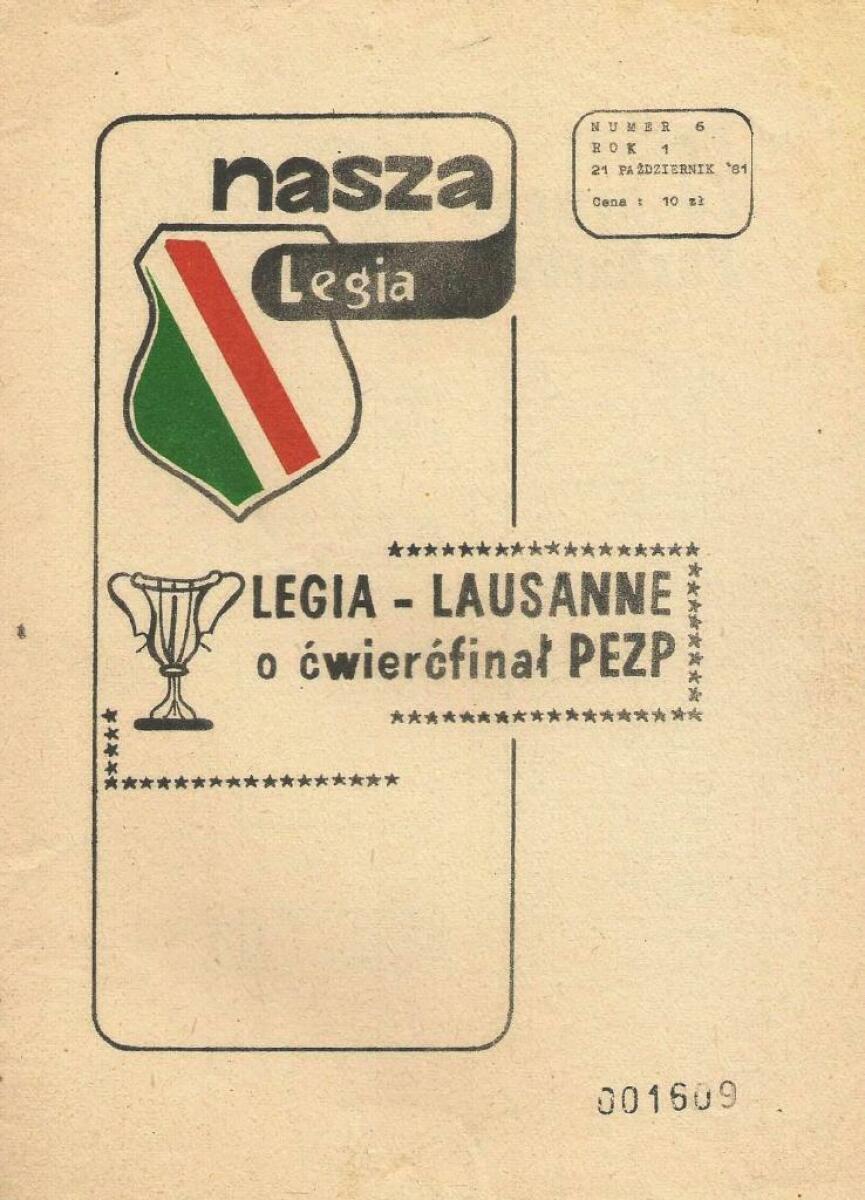 nasza
Legia
NUMER 6
ROK 1
21 PAŹDZIERNIK '81
Cena : 10 zł
LEGIA - LAUSANNE
o ćwierćfinał PEZP
001609